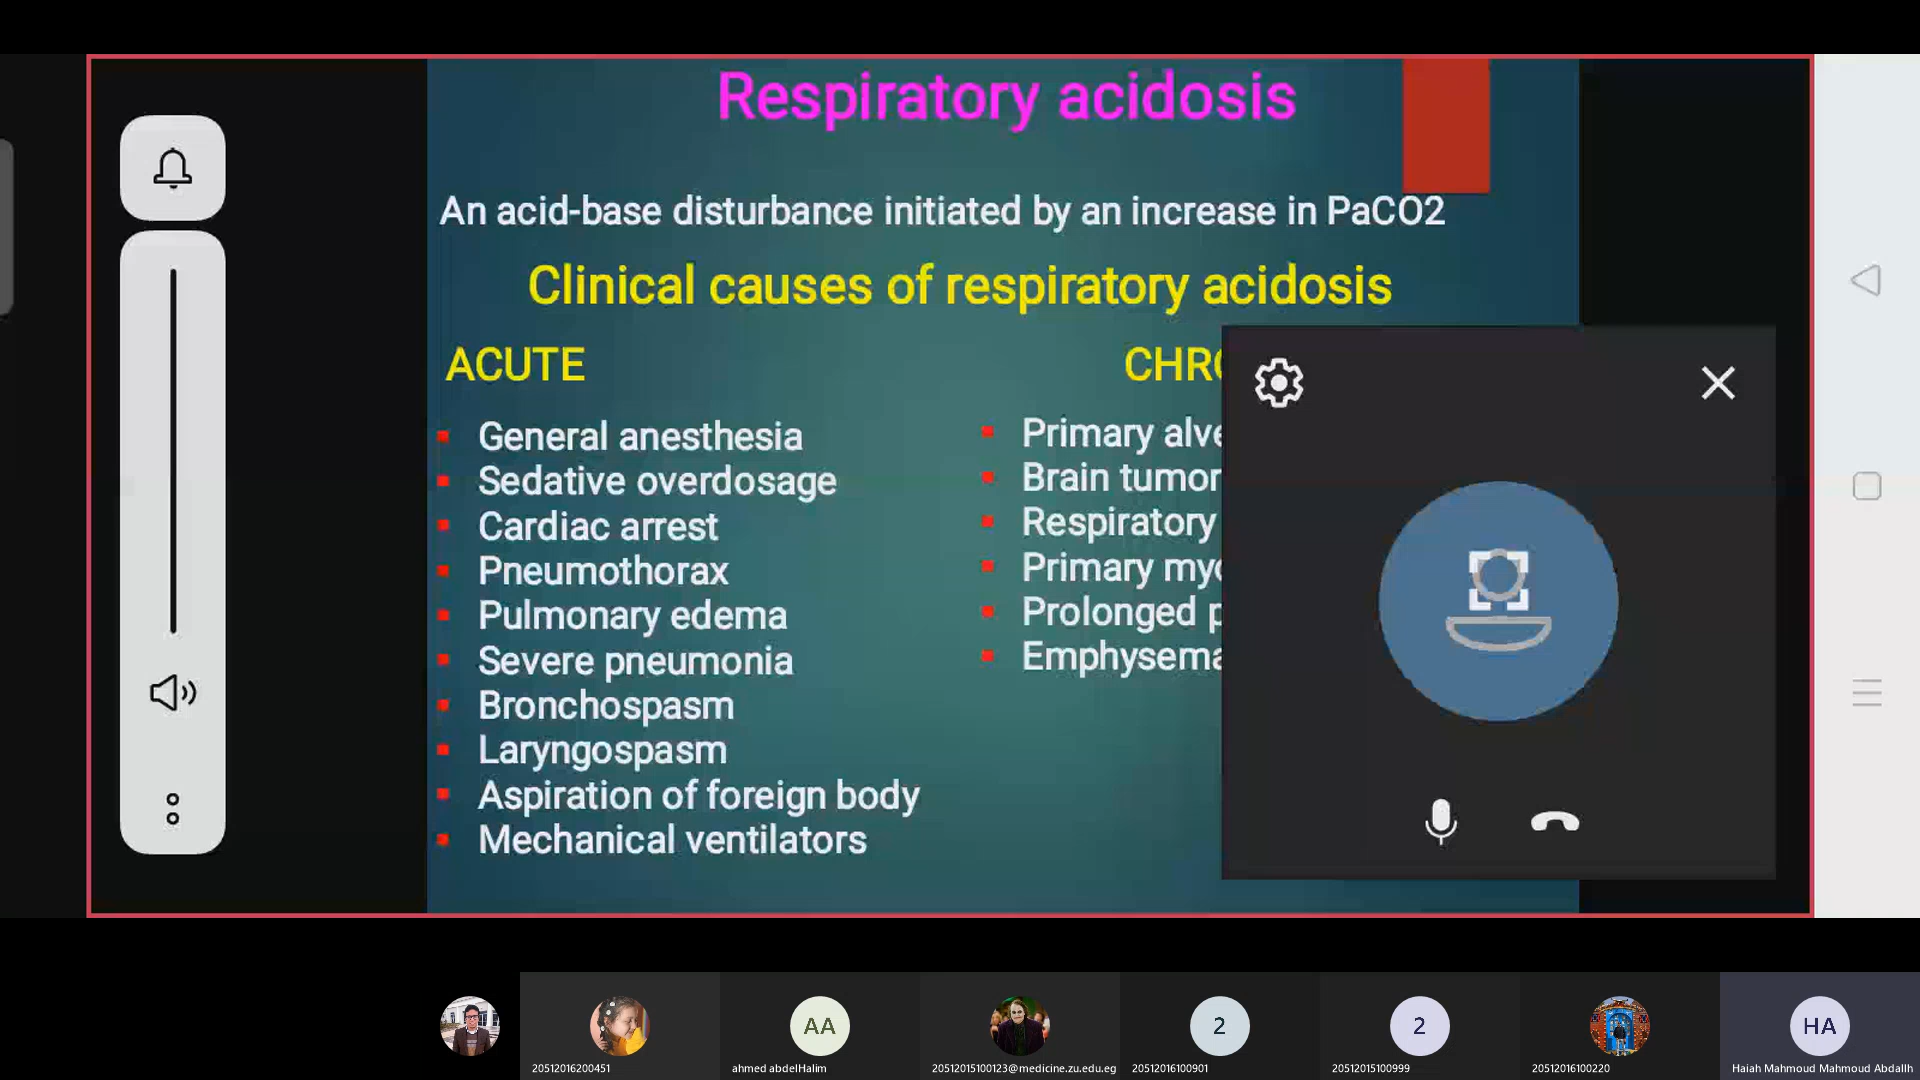 Respiratory acidosis
An acid-base disturbance initiated by an increase in PaCO2
Clinical causes of respiratory acidosis
ACUTE
General anesthesia
Sedative overdosage
Cardiac arrest
Pneumothorax
Pulmonary edema
Severe pneumonia
Bronchospasm
Laryngospasm
Aspiration of foreign body
Mechanical ventilators
Primary
Brain tumor
Respiratory
Primary
Prolonged
Emphysema
20512016200451
AA
ahmed abdelHalim
20512015100123@medicine.zu.edu.eg
2
20512016100901
2
20512015100999
20512016100220
HA
Haiah Mahmoud Mahmoud Abdallh